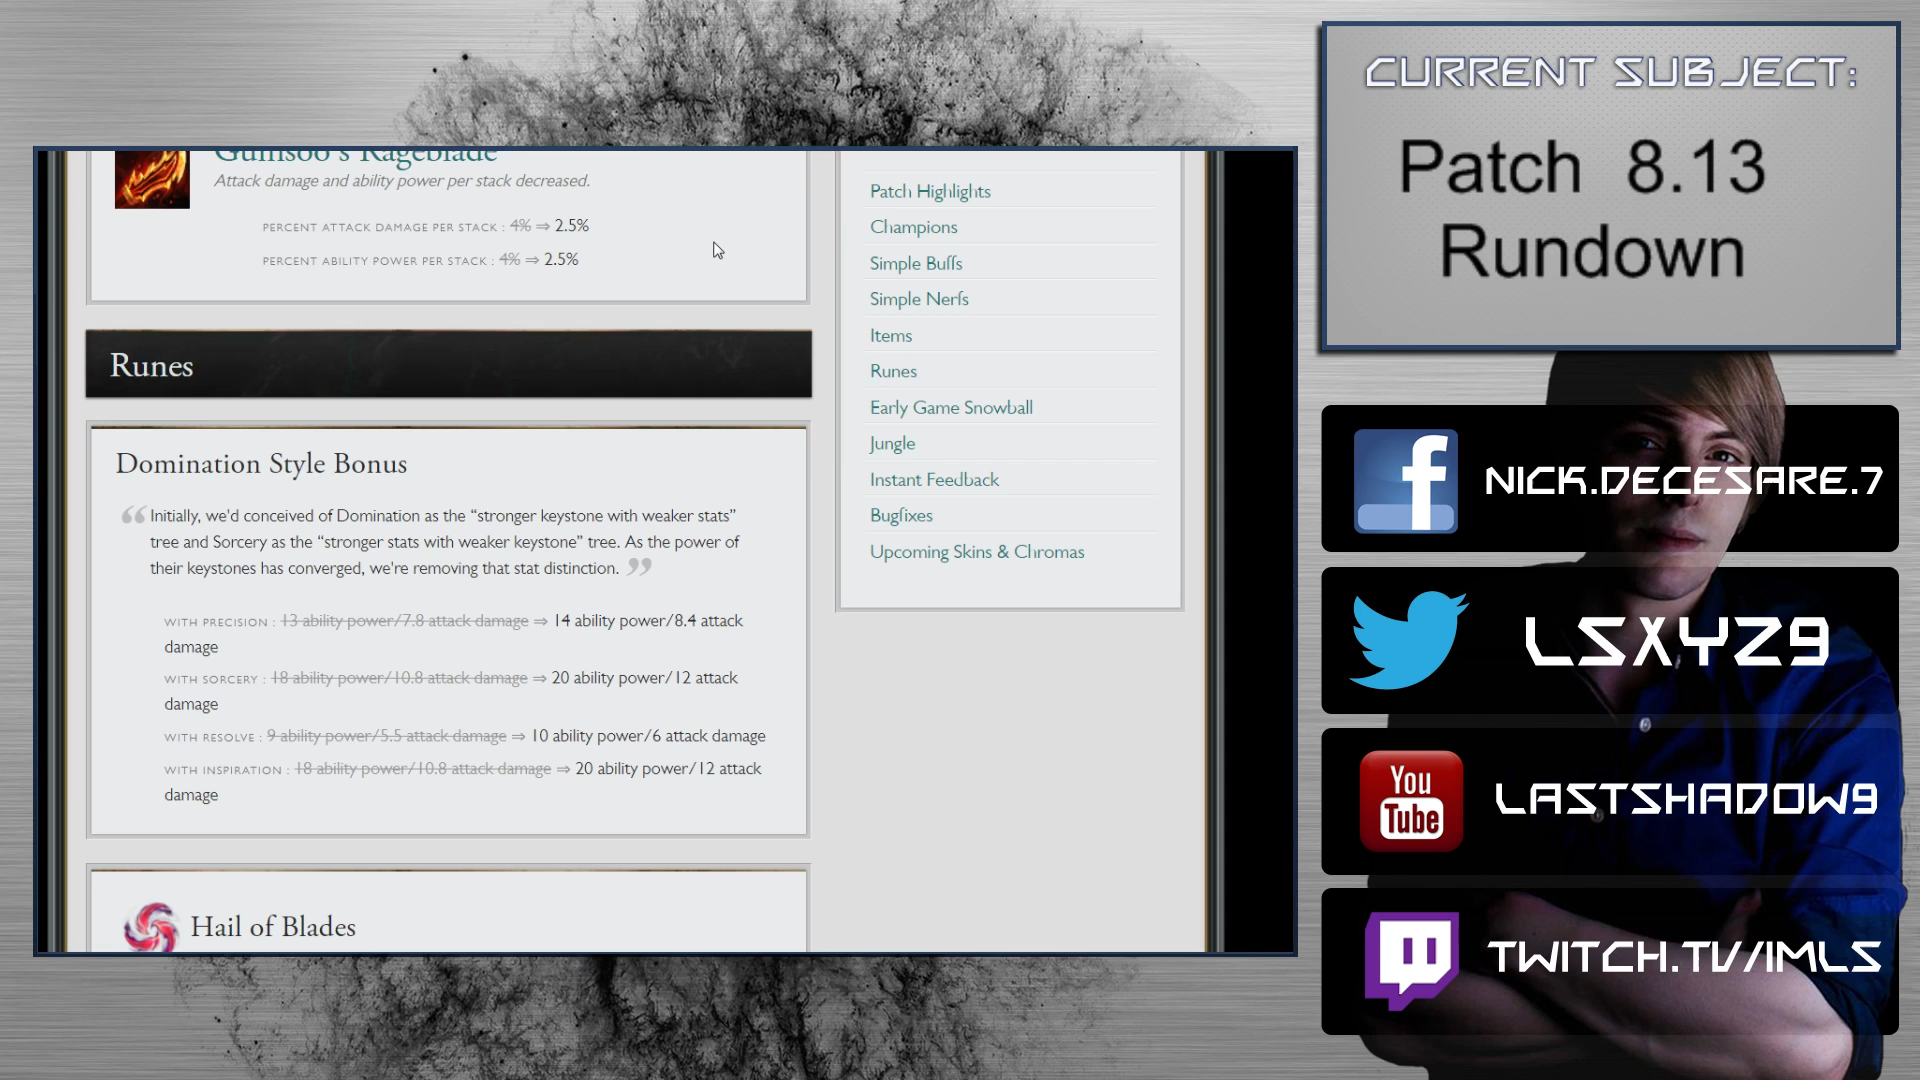 Guinsoo's Rageblade
Attack damage and ability power per stack decreased.
PERCENT ATTACK DAMAGE PER STACK : 4% ⇒ 2.5%
PERCENT ABILITY POWER PER STACK : 4% ⇒ 2.5%
Runes
Domination Style Bonus
“ Initially, we'd conceived of Domination as the “stronger keystone with weaker stats”
tree and Sorcery as the “stronger stats with weaker keystone” tree. As the power of
their keystones has converged, we're removing that stat distinction. ”
WITH PRECISION : 13 ability power/7.8 attack damage ⇒ 14 ability power/8.4 attack
damage
WITH SORCERY : 18 ability power/10.8 attack damage ⇒ 20 ability power/12 attack
damage
WITH RESOLVE : 9 ability power/5.5 attack damage ⇒ 10 ability power/6 attack damage
WITH INSPIRATION : 18 ability power/10.8 attack damage ⇒ 20 ability power/12 attack
damage
Hail of Blades
Patch Highlights
Champions
Simple Buffs
Simple Nerfs
Items
Runes
Early Game Snowball
Jungle
Instant Feedback
Bugfixes
Upcoming Skins & Chromas
CURRENT SUBJECT:
Patch 8.13
Rundown
f
NICK.DECESARE.7
LSXYZ9
You
Tube
LASTSHADOW9
TWITCH.TV/IMLS